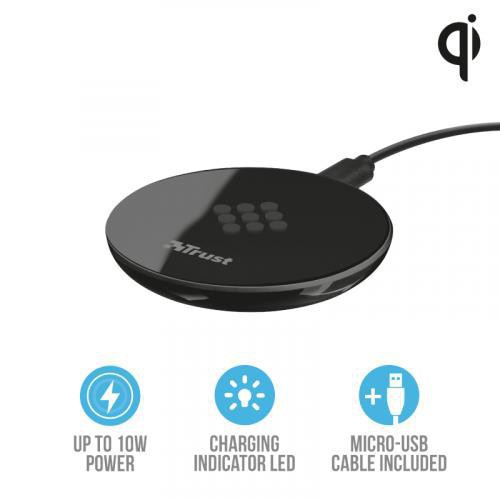 qi
Trust
UP TO 10W
POWER
CHARGING
INDICATOR LED
MICRO-USB
CABLE INCLUDED